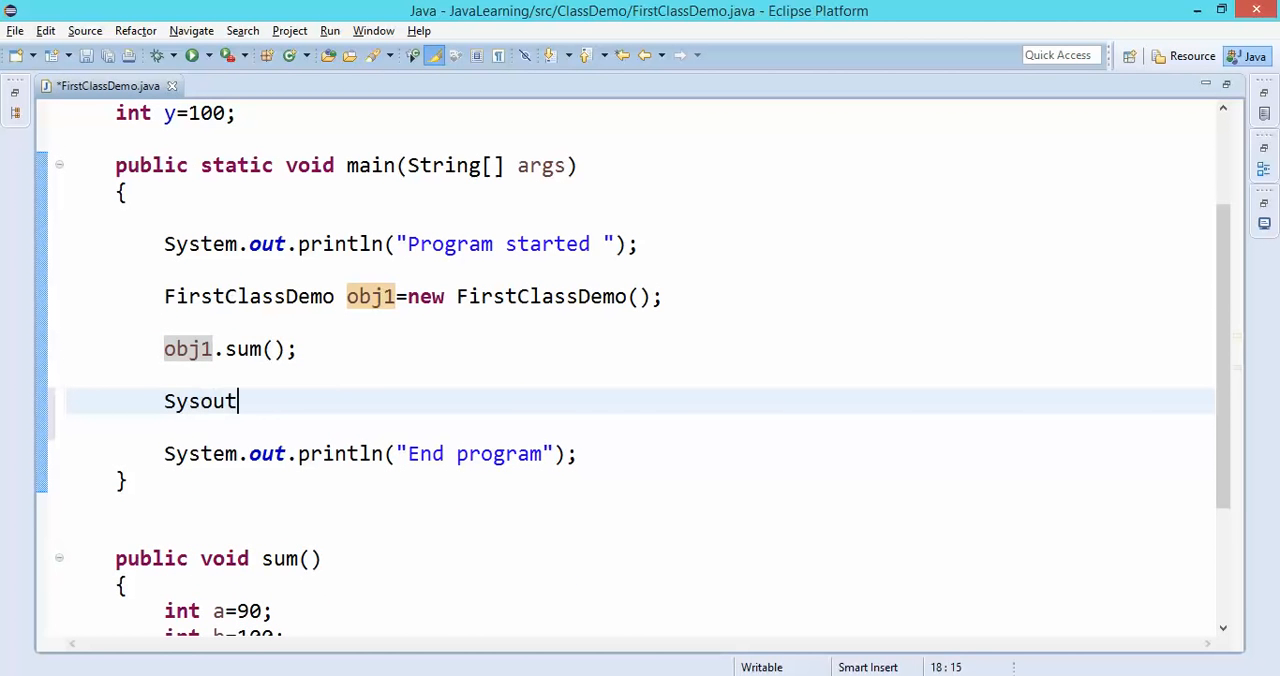 Java - JavaLearning/src/ClassDemo/FirstClassDemo.java - Eclipse Platform
File Edit Source Refactor Navigate Search Project Run Window Help
Quick Access Resource Java
*FirstClassDemo.java
int y=100;
public static void main(String[] args)
{
System.out.println("Program started ");
FirstClassDemo obj1=new FirstClassDemo();
obj1.sum();
Sysout
System.out.println("End program");
}
public void sum()
{
int a=90;
int b=100;
Writable Smart Insert 18 : 15